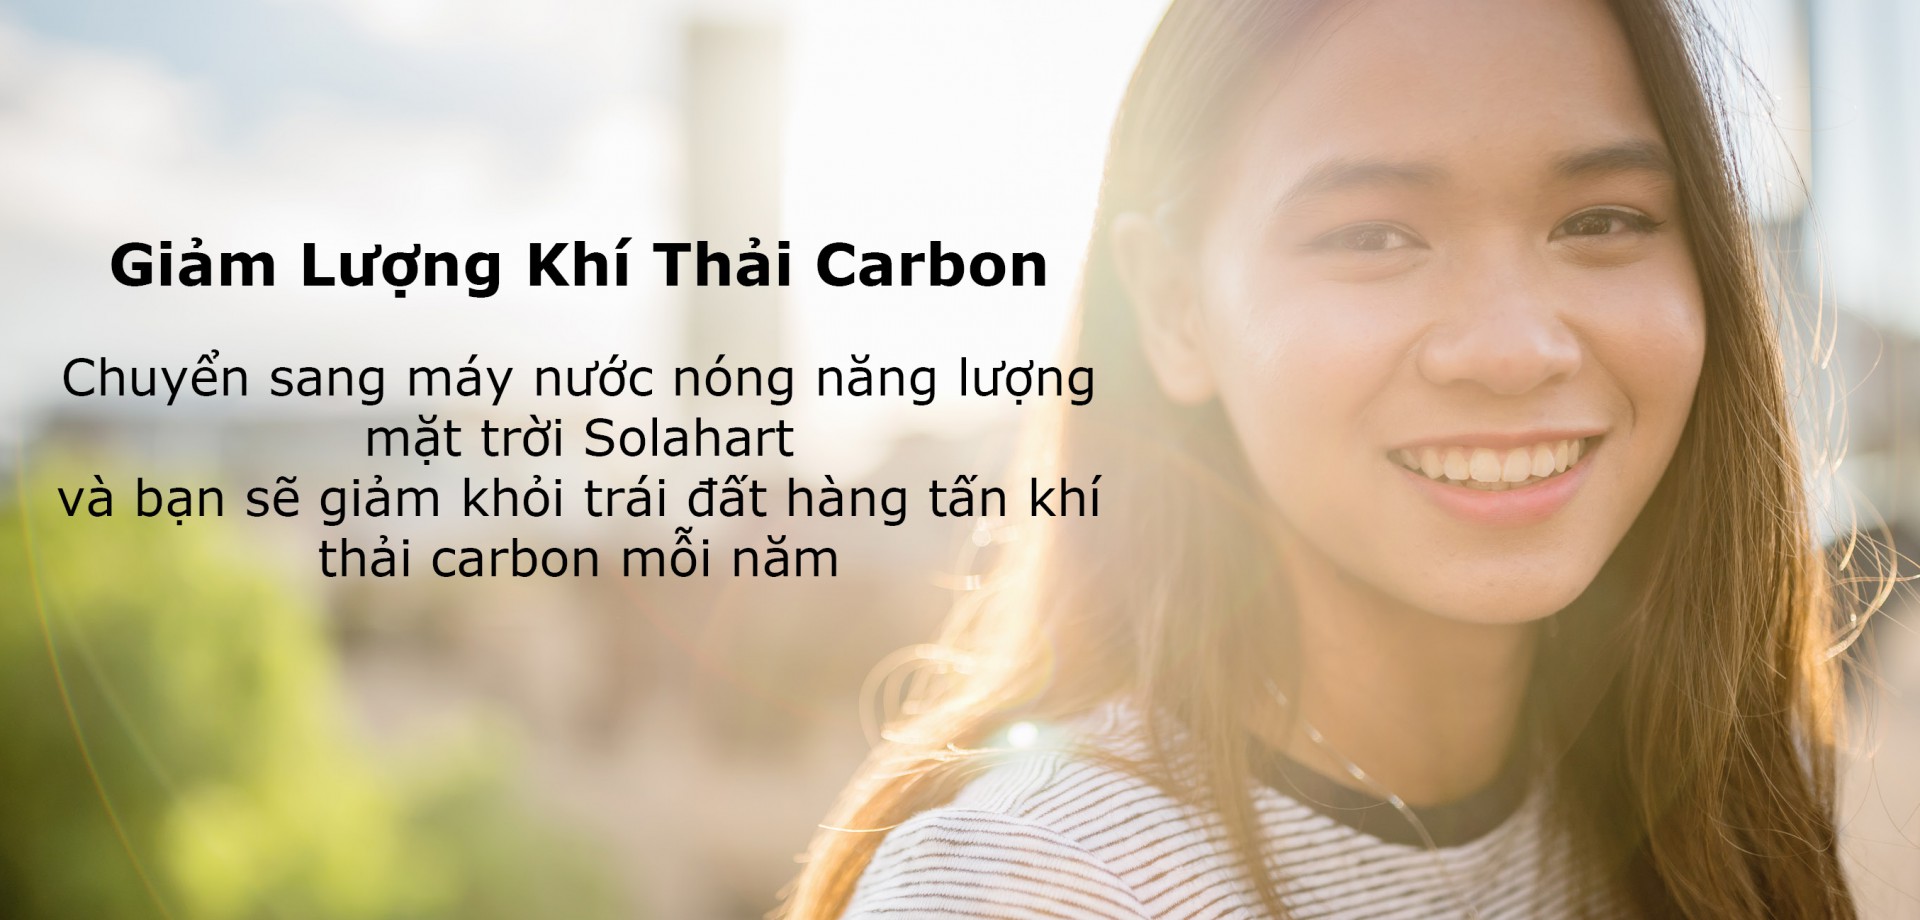 Giảm Lượng Khí Thải Carbon
Chuyển sang máy nước nóng năng lượng
mặt trời Solahart
và bạn sẽ giảm khỏi trái đất hàng tấn khí
thải carbon mỗi năm